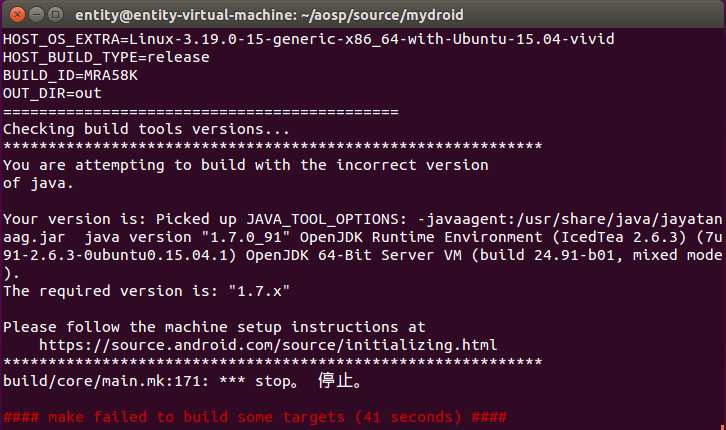 entity@entity-virtual-machine: ~/aosp/source/mydroid
HOST_OS_EXTRA=Linux-3.19.0-15-generic-x86_64-with-Ubuntu-15.04-vivid
HOST_BUILD_TYPE=release
BUILD_ID=MRA58K
OUT_DIR=out
============================================
Checking build tools versions...
************************************************************
You are attempting to build with the incorrect version
of java.
Your version is: Picked up JAVA_TOOL_OPTIONS: -javaagent:/usr/share/java/jayatan
aag.jar  java version "1.7.0_91" OpenJDK Runtime Environment (IcedTea 2.6.3) (7u
91-2.6.3-0ubuntu0.15.04.1) OpenJDK 64-Bit Server VM (build 24.91-b01, mixed mode
).
The required version is: "1.7.x"
Please follow the machine setup instructions at
    https://source.android.com/source/initializing.html
************************************************************
build/core/main.mk:171: *** stop。 停止。
#### make failed to build some targets (41 seconds) ####